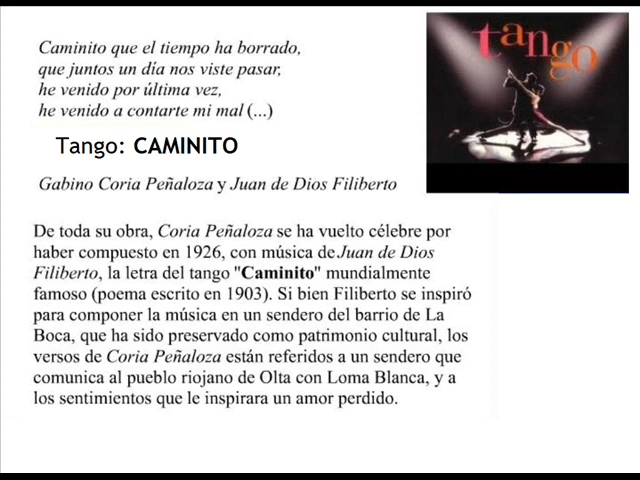 Caminito que el tiempo ha borrado,
que juntos un día nos viste pasar,
he venido por última vez,
he venido a contarte mi mal (...)
tango
Tango: CAMINITO
Gabino Coria Peñaloza y Juan de Dios Filiberto
De toda su obra, Coria Peñaloza se ha vuelto célebre por
haber compuesto en 1926, con música de Juan de Dios
Filiberto, la letra del tango "Caminito" mundialmente
famoso (poema escrito en 1903). Si bien Filiberto se inspiró
para componer la música en un sendero del barrio de La
Boca, que ha sido preservado como patrimonio cultural, los
versos de Coria Peñaloza están referidos a un sendero que
comunica al pueblo riojano de Olta con Loma Blanca, y a
los sentimientos que le inspirara un amor perdido.